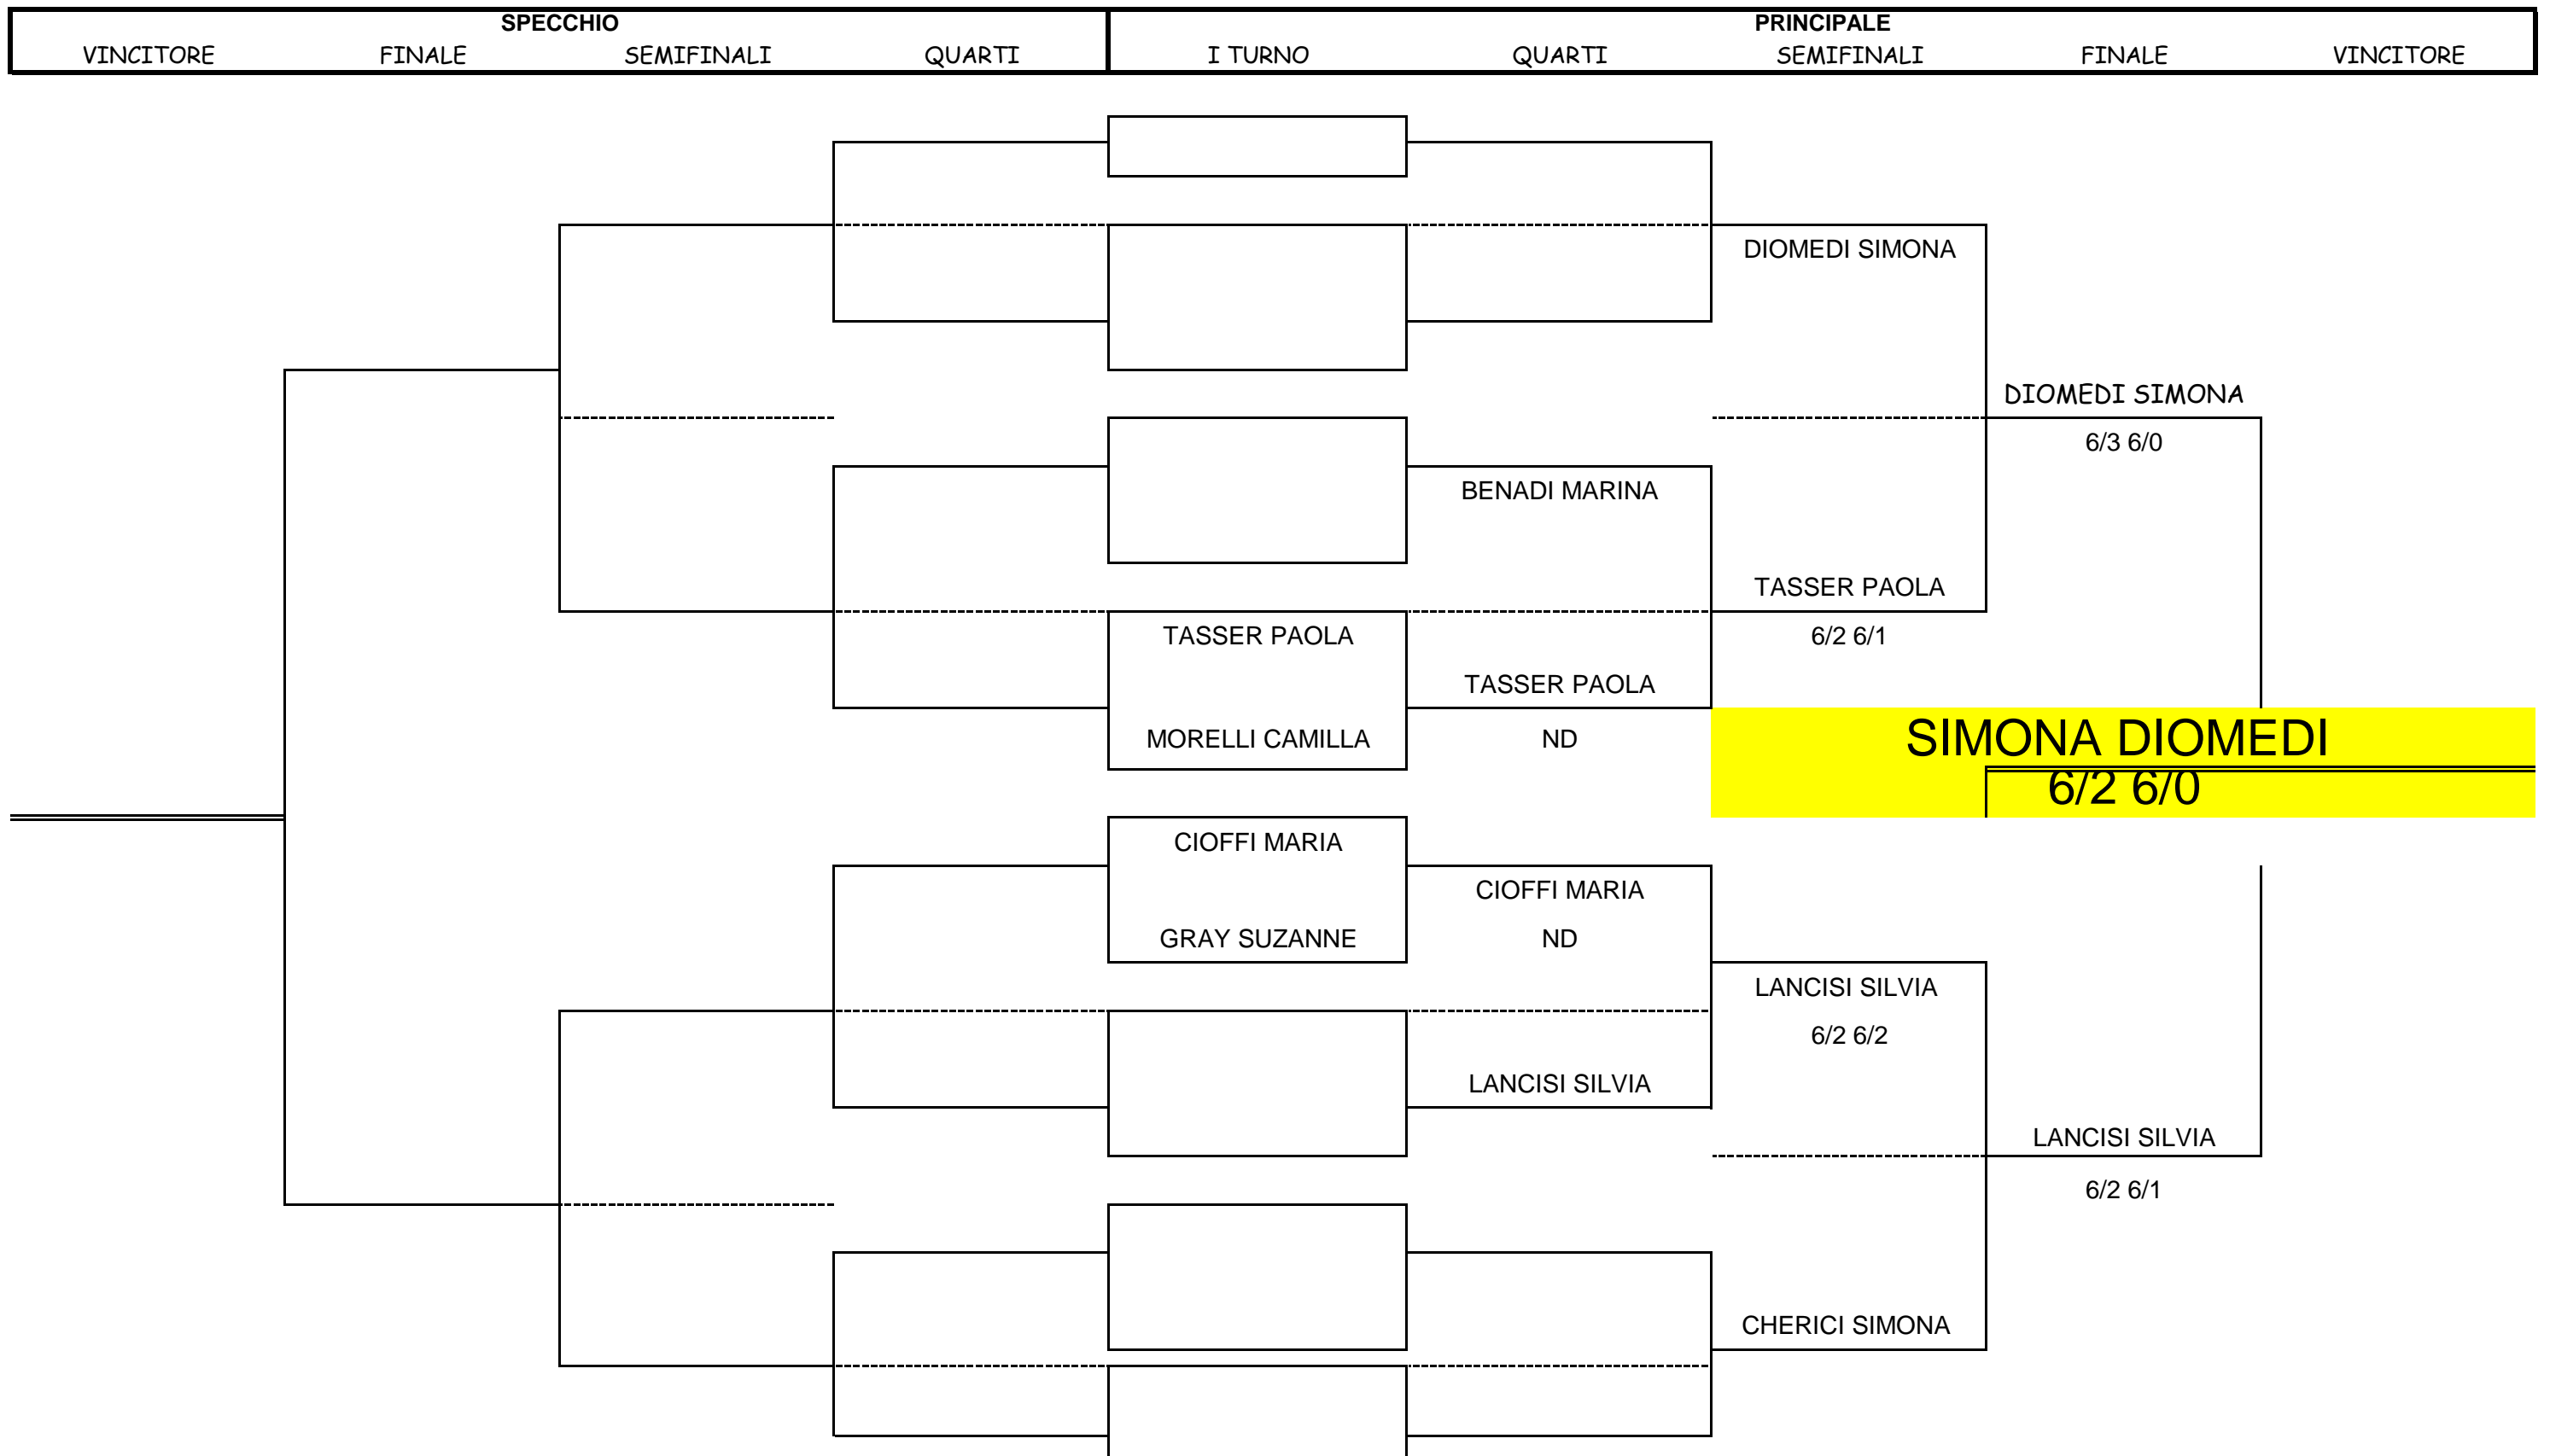 SPECCHIO PRINCIPALE
VINCITORE FINALE SEMIFINALI QUARTI I TURNO QUARTI SEMIFINALI FINALE VINCITORE
DIOMEDI SIMONA
DIOMEDI SIMONA
6/3 6/0
BENADI MARINA
TASSER PAOLA
TASSER PAOLA 6/2 6/1
TASSER PAOLA
MORELLI CAMILLA ND SIMONA DIOMEDI
6/2 6/0
CIOFFI MARIA
CIOFFI MARIA
GRAY SUZANNE ND
LANCISI SILVIA
6/2 6/2
LANCISI SILVIA
LANCISI SILVIA
6/2 6/1
CHERICI SIMONA